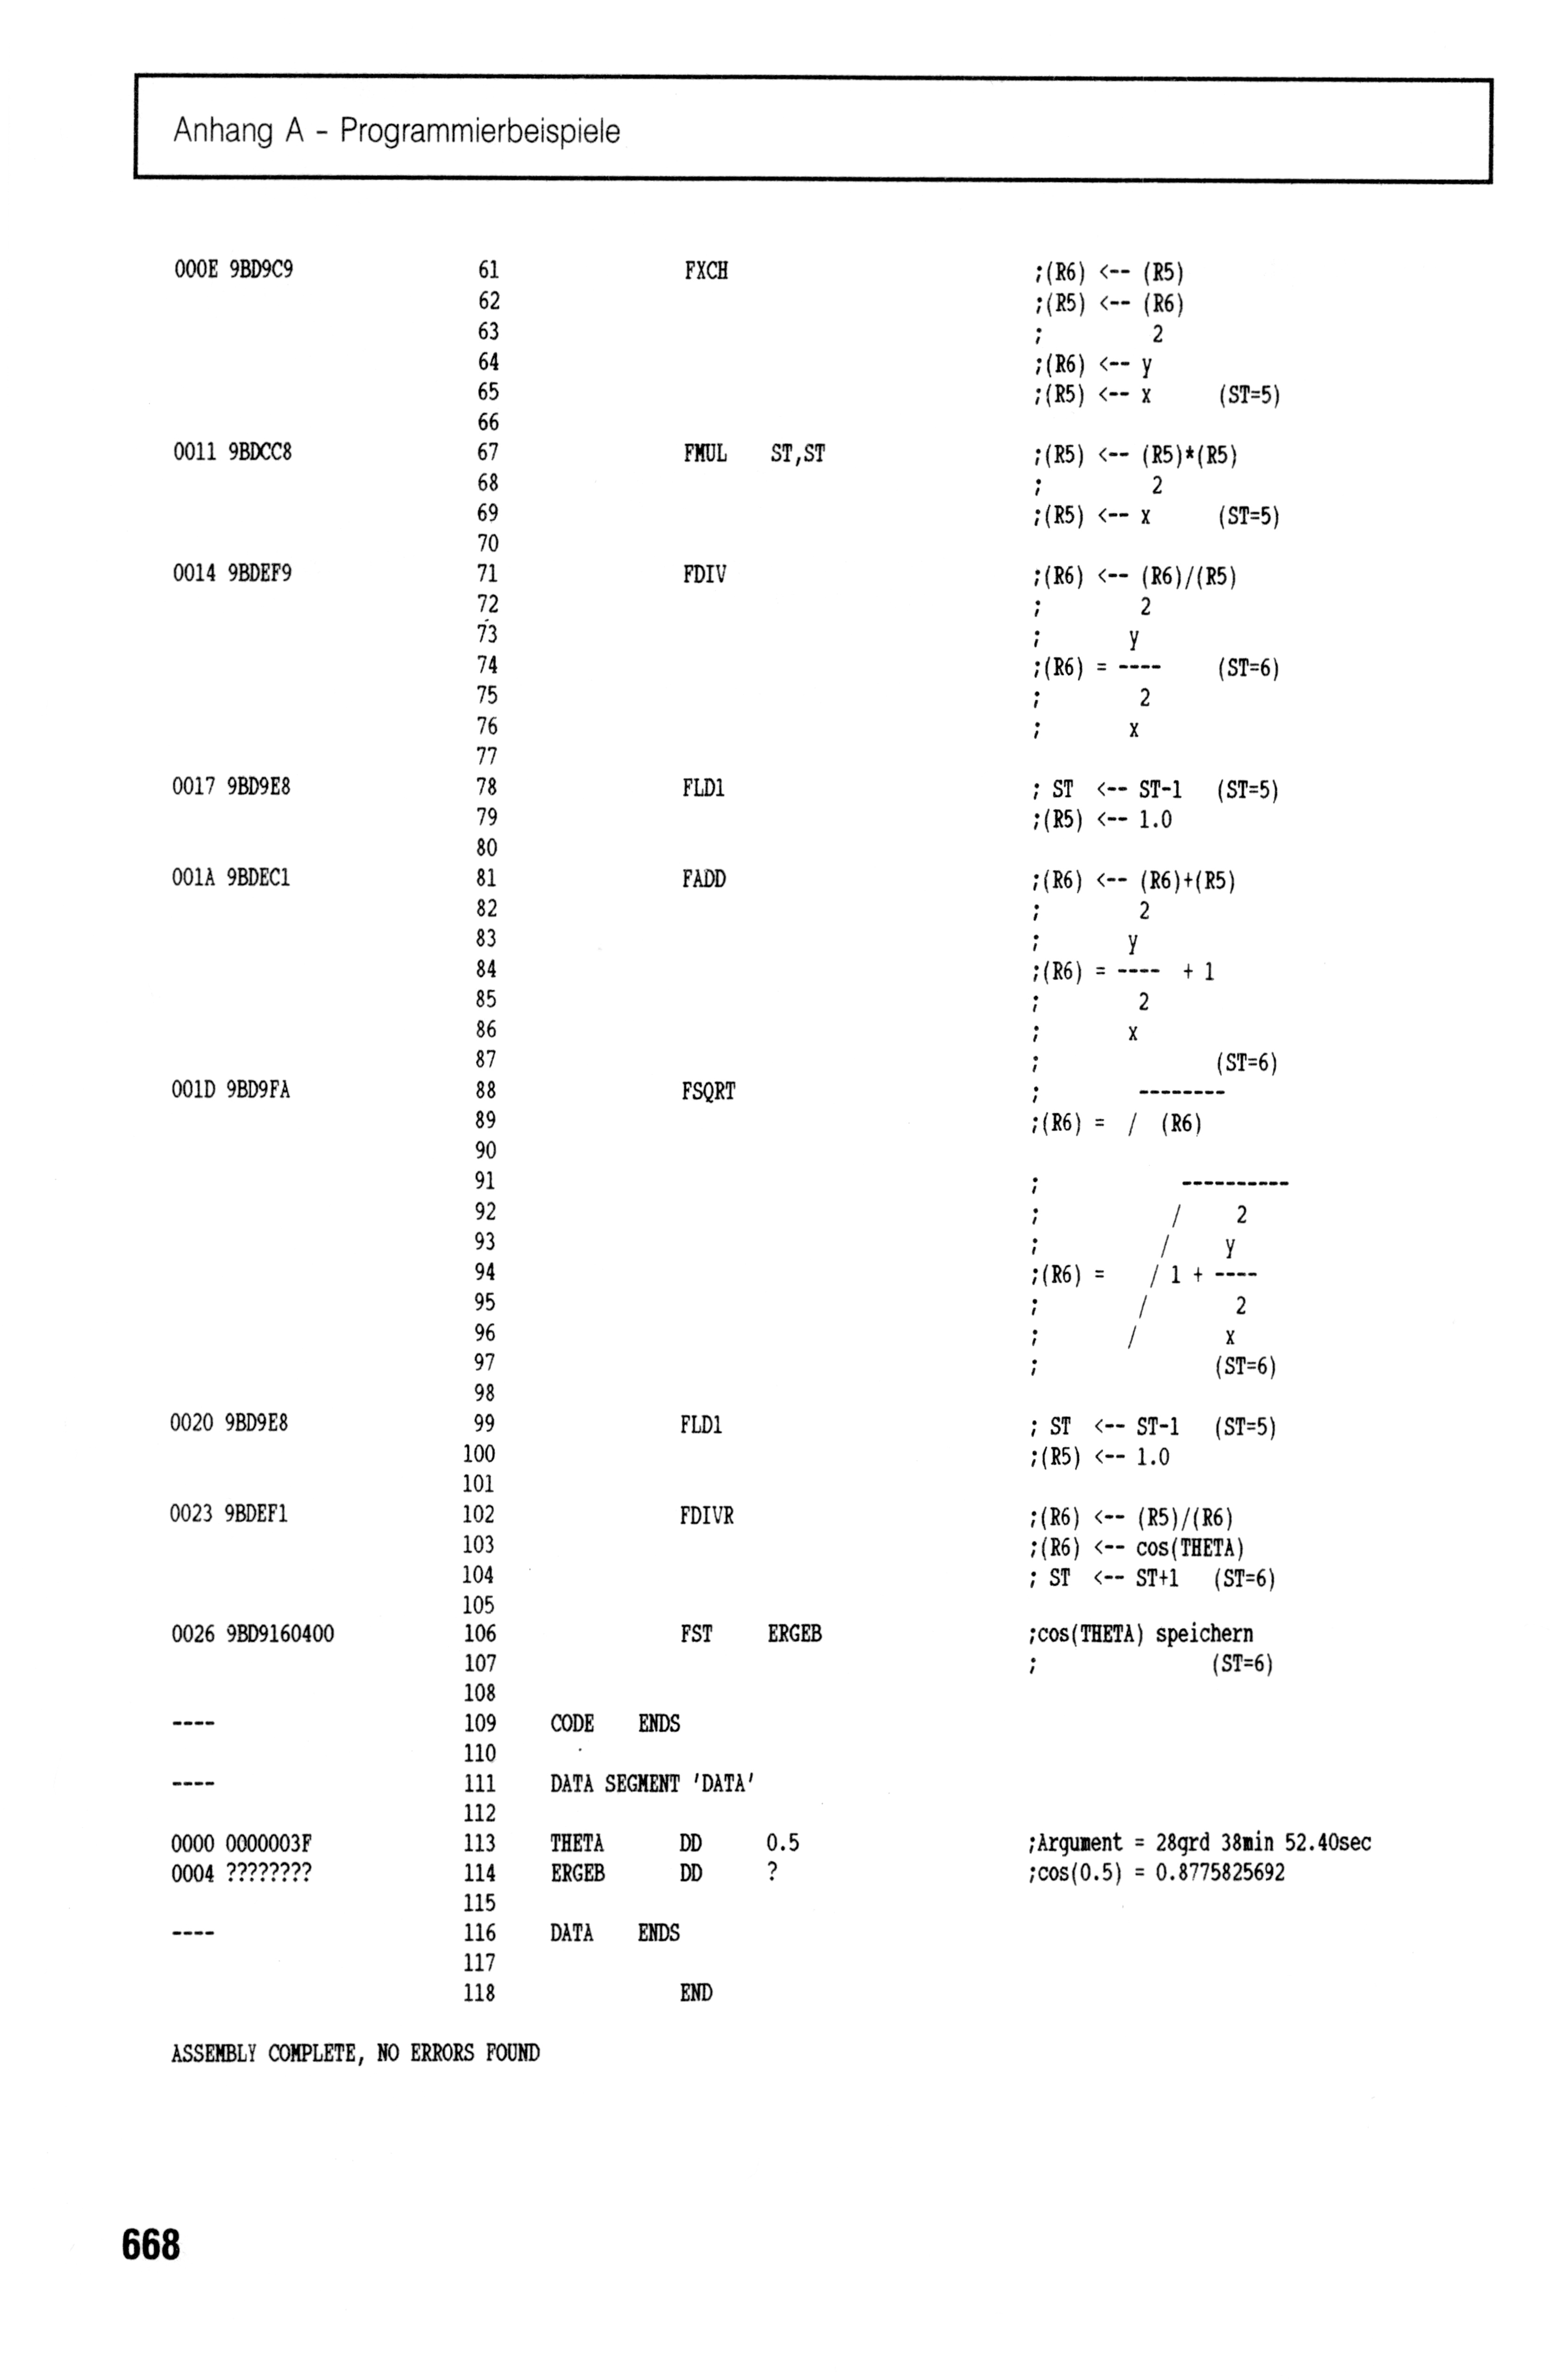 Anhang A - Programmierbeispiele
000E 9BD9C9 61 FXCH ;(R6) <-- (R5)
62 ;(R5) <-- (R6)
63 ; 2
64 ;(R6) <-- y
65 ;(R5) <-- x (ST=5)
66
0011 9BDCC8 67 FMUL ST,ST ;(R5) <-- (R5)*(R5)
68 ; 2
69 ;(R5) <-- x (ST=5)
70
0014 9BDEF9 71 FDIV ;(R6) <-- (R6)/(R5)
72 ; 2
73 ; y
74 ;(R6) = ---- (ST=6)
75 ; 2
76 ; x
77
0017 9BD9E8 78 FLD1 ; ST <-- ST-1 (ST=5)
79 ;(R5) <-- 1.0
80
001A 9BDEC1 81 FADD ;(R6) <-- (R6)+(R5)
82 ; 2
83 ; y
84 ;(R6) = ---- + 1
85 ; 2
86 ; x
87 ; (ST=6)
001D 9BD9FA 88 FSQRT ; --------
89 ;(R6) = / (R6)
90
91 ; ----------
92 ; / 2
93 ; / y
94 ;(R6) = / 1 + ----
95 ; / 2
96 ; / x
97 ; (ST=6)
98
0020 9BD9E8 99 FLD1 ; ST <-- ST-1 (ST=5)
100 ;(R5) <-- 1.0
101
0023 9BDEF1 102 FDIVR ;(R6) <-- (R5)/(R6)
103 ;(R6) <-- cos(THETA)
104 ; ST <-- ST+1 (ST=6)
105
0026 9BD9160400 106 FST ERGEB ;cos(THETA) speichern
107 ; (ST=6)
108
---- 109 CODE ENDS
110
---- 111 DATA SEGMENT 'DATA'
112
0000 0000003F 113 THETA DD 0.5 ;Argument = 28grd 38min 52.40sec
0004 ???????? 114 ERGEB DD ? ;cos(0.5) = 0.8775825692
115
---- 116 DATA ENDS
117
118 END
ASSEMBLY COMPLETE, NO ERRORS FOUND
668